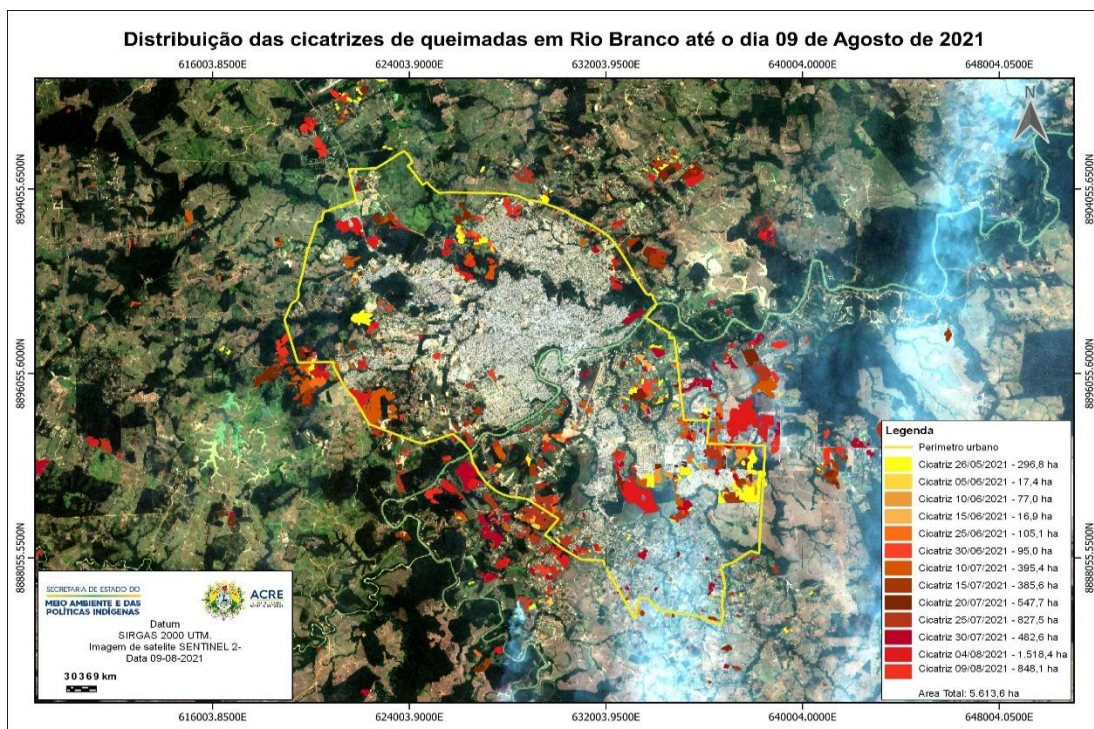 Distribuição das cicatrizes de queimadas em Rio Branco até o dia 09 de Agosto de 2021
616003.8500E 624003.9000E 632003.9500E 640004.0000E 648004.0500E
N
8904055.6500N 8904055.6500N
8896055.6000N 8896055.6000N
8888055.5500N 8888055.5500N
Legenda
Perimetro urbano
Cicatriz 26/05/2021 - 296,8 ha
Cicatriz 05/06/2021 - 17,4 ha
Cicatriz 10/06/2021 - 77,0 ha
Cicatriz 15/06/2021 - 16,9 ha
Cicatriz 25/06/2021 - 105,1 ha
Cicatriz 30/06/2021 - 95,0 ha
Cicatriz 10/07/2021 - 395,4 ha
Cicatriz 15/07/2021 - 385,6 ha
Cicatriz 20/07/2021 - 547,7 ha
Cicatriz 25/07/2021 - 827,5 ha
Cicatriz 30/07/2021 - 482,6 ha
Cicatriz 04/08/2021 - 1.518,4 ha
Cicatriz 09/08/2021 - 848,1 ha
Area Total: 5.613,6 ha
SECRETARIA DE ESTADO DO
MEIO AMBIENTE E DAS
POLÍTICAS INDÍGENAS
ACRE
Datum
SIRGAS 2000 UTM.
Imagem de satelite SENTINEL 2-
Data 09-08-2021
30369 km
616003.8500E 624003.9000E 632003.9500E 640004.0000E 648004.0500E